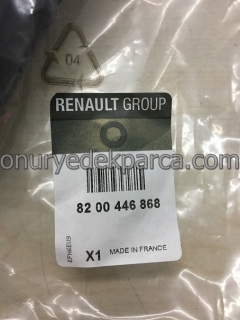 04
RENAULT GROUP
onuryedekparca.com
82 00 446 868
X1 MADE IN FRANCE